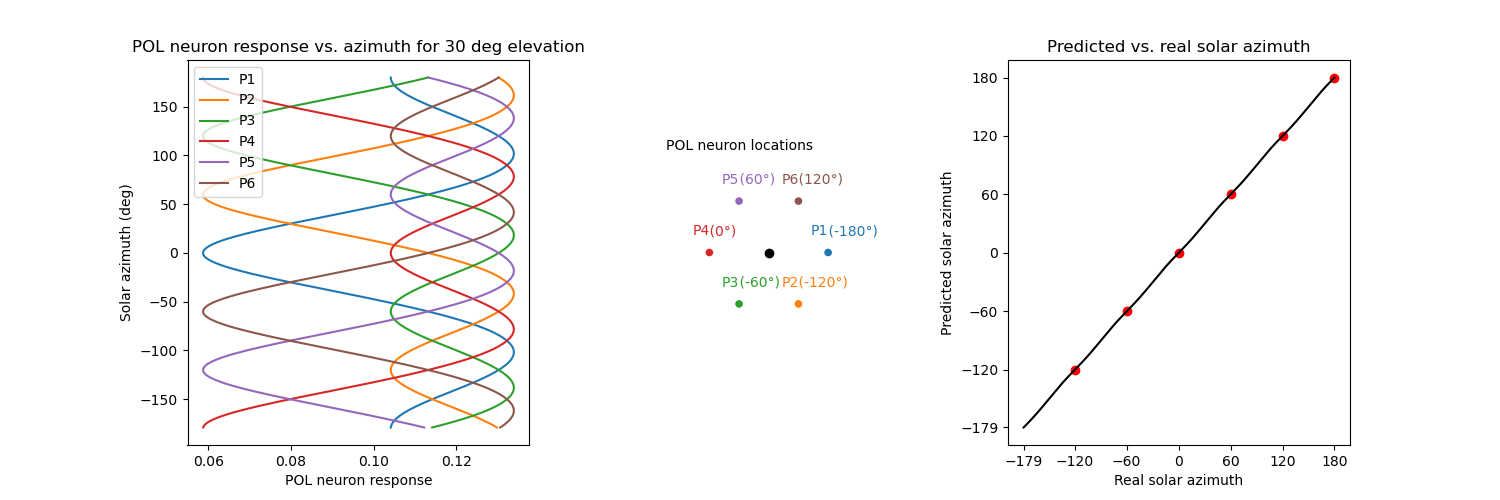 POL neuron response vs. azimuth for 30 deg elevation
P1
P2
P3
P4
P5
P6
150
100
50
0
−50
−100
−150
Solar azimuth (deg)
0.06 0.08 0.10 0.12
POL neuron response
POL neuron locations
P5(60°) P6(120°)
P4(0°) P1(-180°)
P3(-60°) P2(-120°)
Predicted vs. real solar azimuth
180
120
60
0
−60
−120
−179
Predicted solar azimuth
−179 −120 −60 0 60 120 180
Real solar azimuth